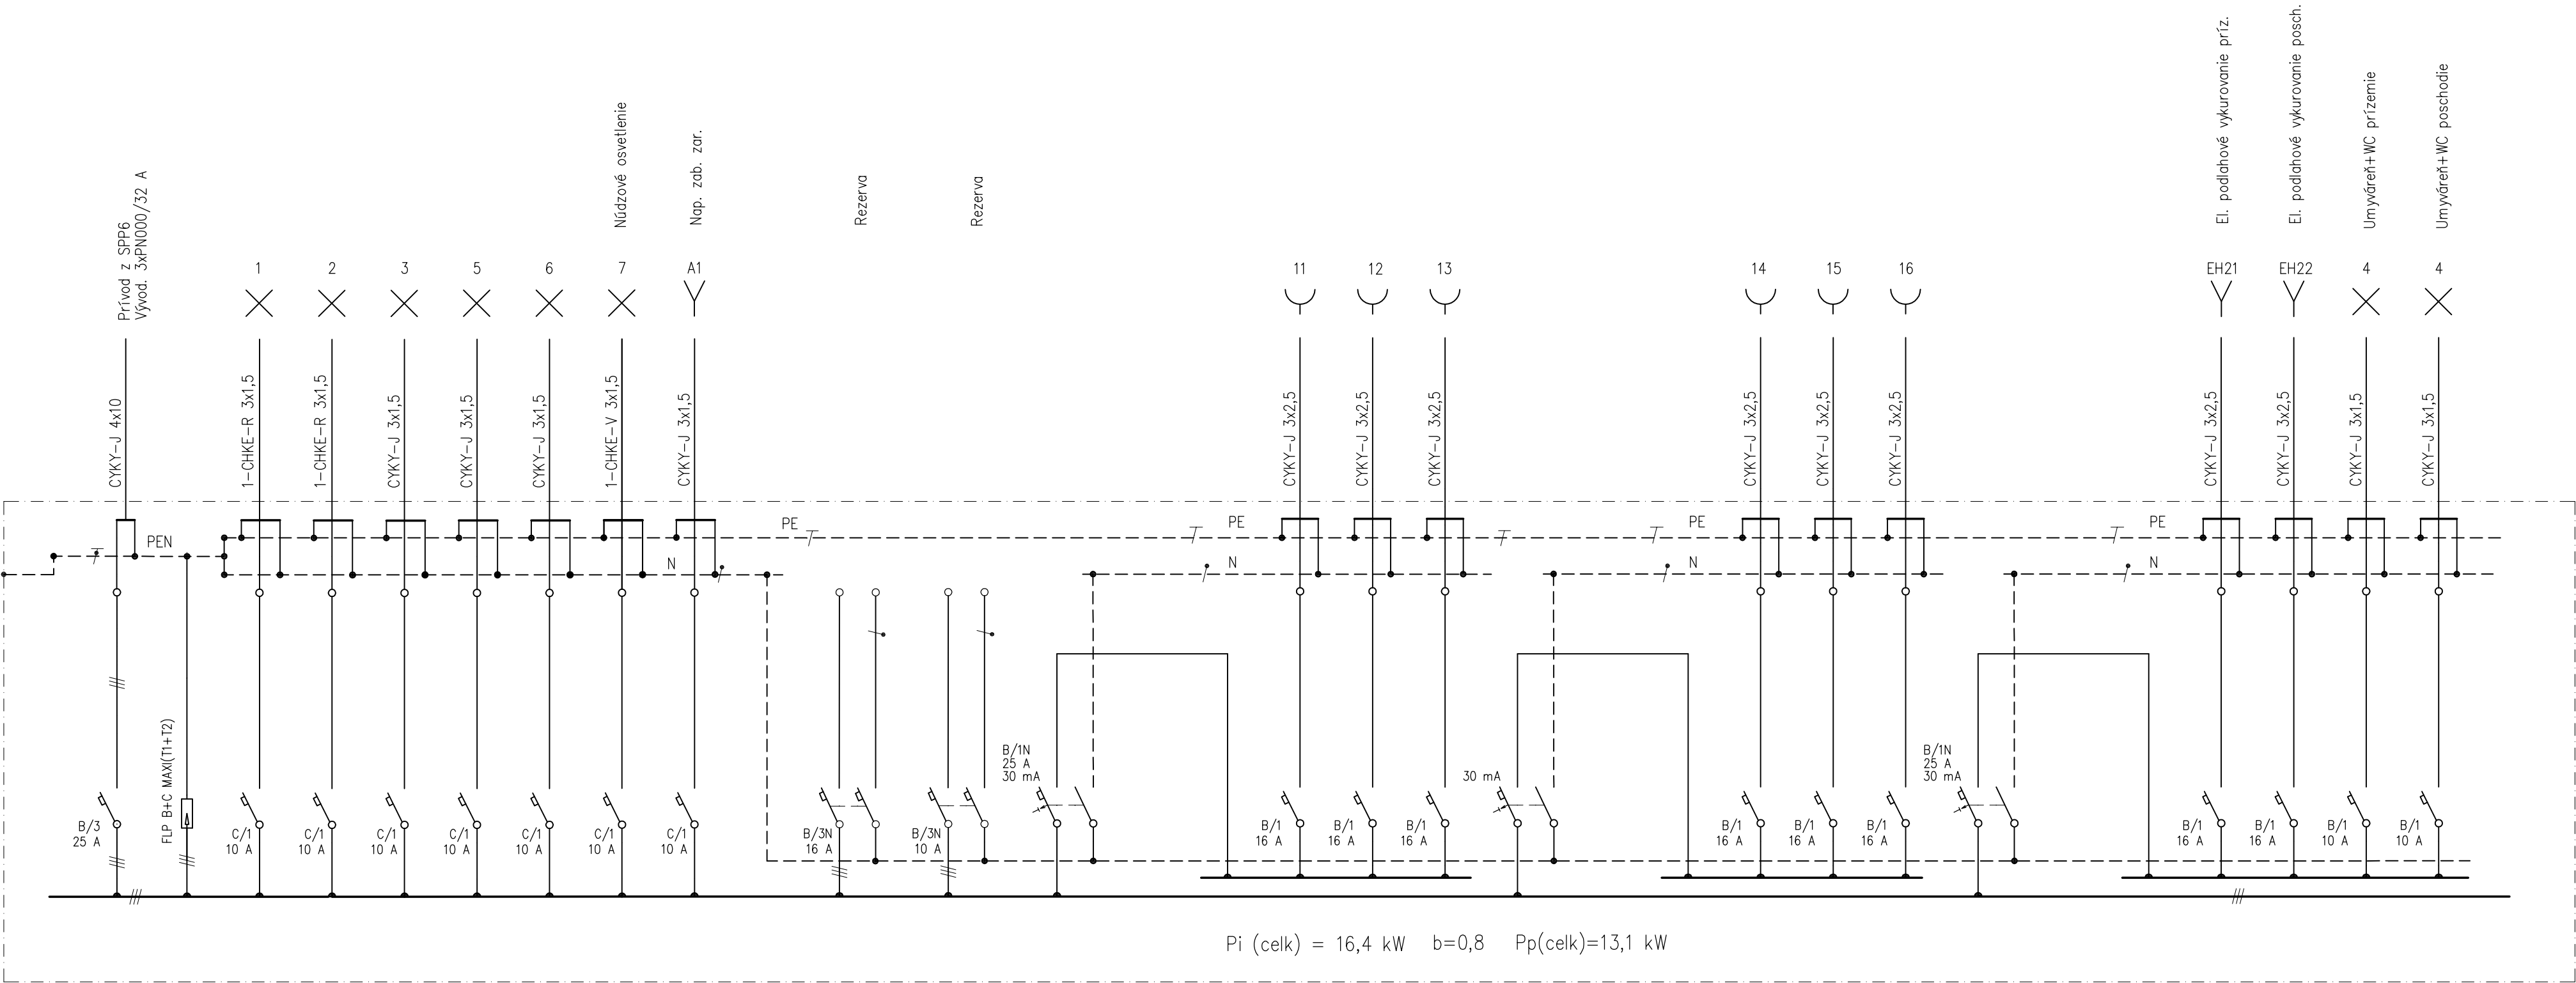 Prívod z SPP6
Vývod. 3xPN000/32 A
Núdzové osvetlenie
Nap. zab. zar.
Rezerva
Rezerva
El. podlahové vykurovanie príz.
El. podlahové vykurovanie posch.
Umyváreň+WC prízemie
Umyváreň+WC poschodie
1
2
3
5
6
7
A1
11
12
13
14
15
16
EH21
EH22
4
4
CYKY-J 4x10
1-CHKE-R 3x1,5
1-CHKE-R 3x1,5
CYKY-J 3x1,5
CYKY-J 3x1,5
CYKY-J 3x1,5
1-CHKE-V 3x1,5
CYKY-J 3x1,5
CYKY-J 3x2,5
CYKY-J 3x2,5
CYKY-J 3x2,5
CYKY-J 3x2,5
CYKY-J 3x2,5
CYKY-J 3x2,5
CYKY-J 3x2,5
CYKY-J 3x2,5
CYKY-J 3x1,5
CYKY-J 3x1,5
PEN
PE
PE
PE
PE
N
N
N
N
B/3
25 A
FLP B+C MAXI(T1+T2)
C/1
10 A
C/1
10 A
C/1
10 A
C/1
10 A
C/1
10 A
C/1
10 A
C/1
10 A
B/3N
16 A
B/3N
10 A
B/1N
25 A
30 mA
B/1
16 A
B/1
16 A
B/1
16 A
30 mA
B/1
16 A
B/1
16 A
B/1
16 A
B/1N
25 A
30 mA
B/1
16 A
B/1
16 A
B/1
10 A
B/1
10 A
Pi (celk) = 16,4 kW b=0,8 Pp(celk)=13,1 kW